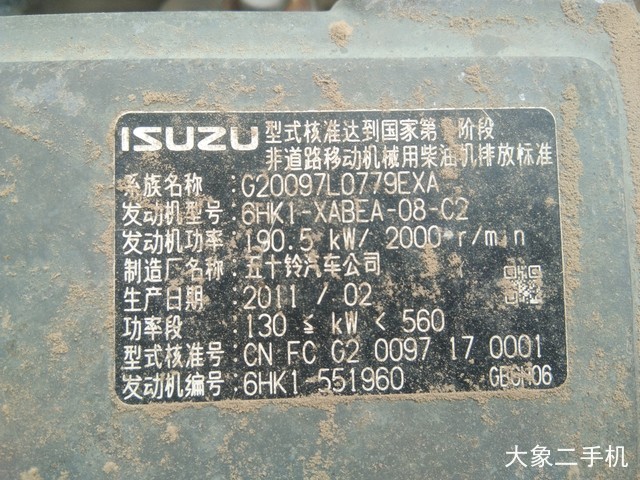 ISUZU 型式核准达到国家第 阶段
非道路移动机械用柴油机排放标准
系族名称：G20097L0779EXA
发动机型号：6HK1-XABEA-08-C2
发动机功率：190.5 kW/ 2000 r/min
制造厂名称：五十铃汽车公司
生产日期：2011 / 02
功率段：130 ≤ kW < 560
型式核准号：CN FC G2 0097 17 0001
发动机编号：6HK1 551960
大象二手机